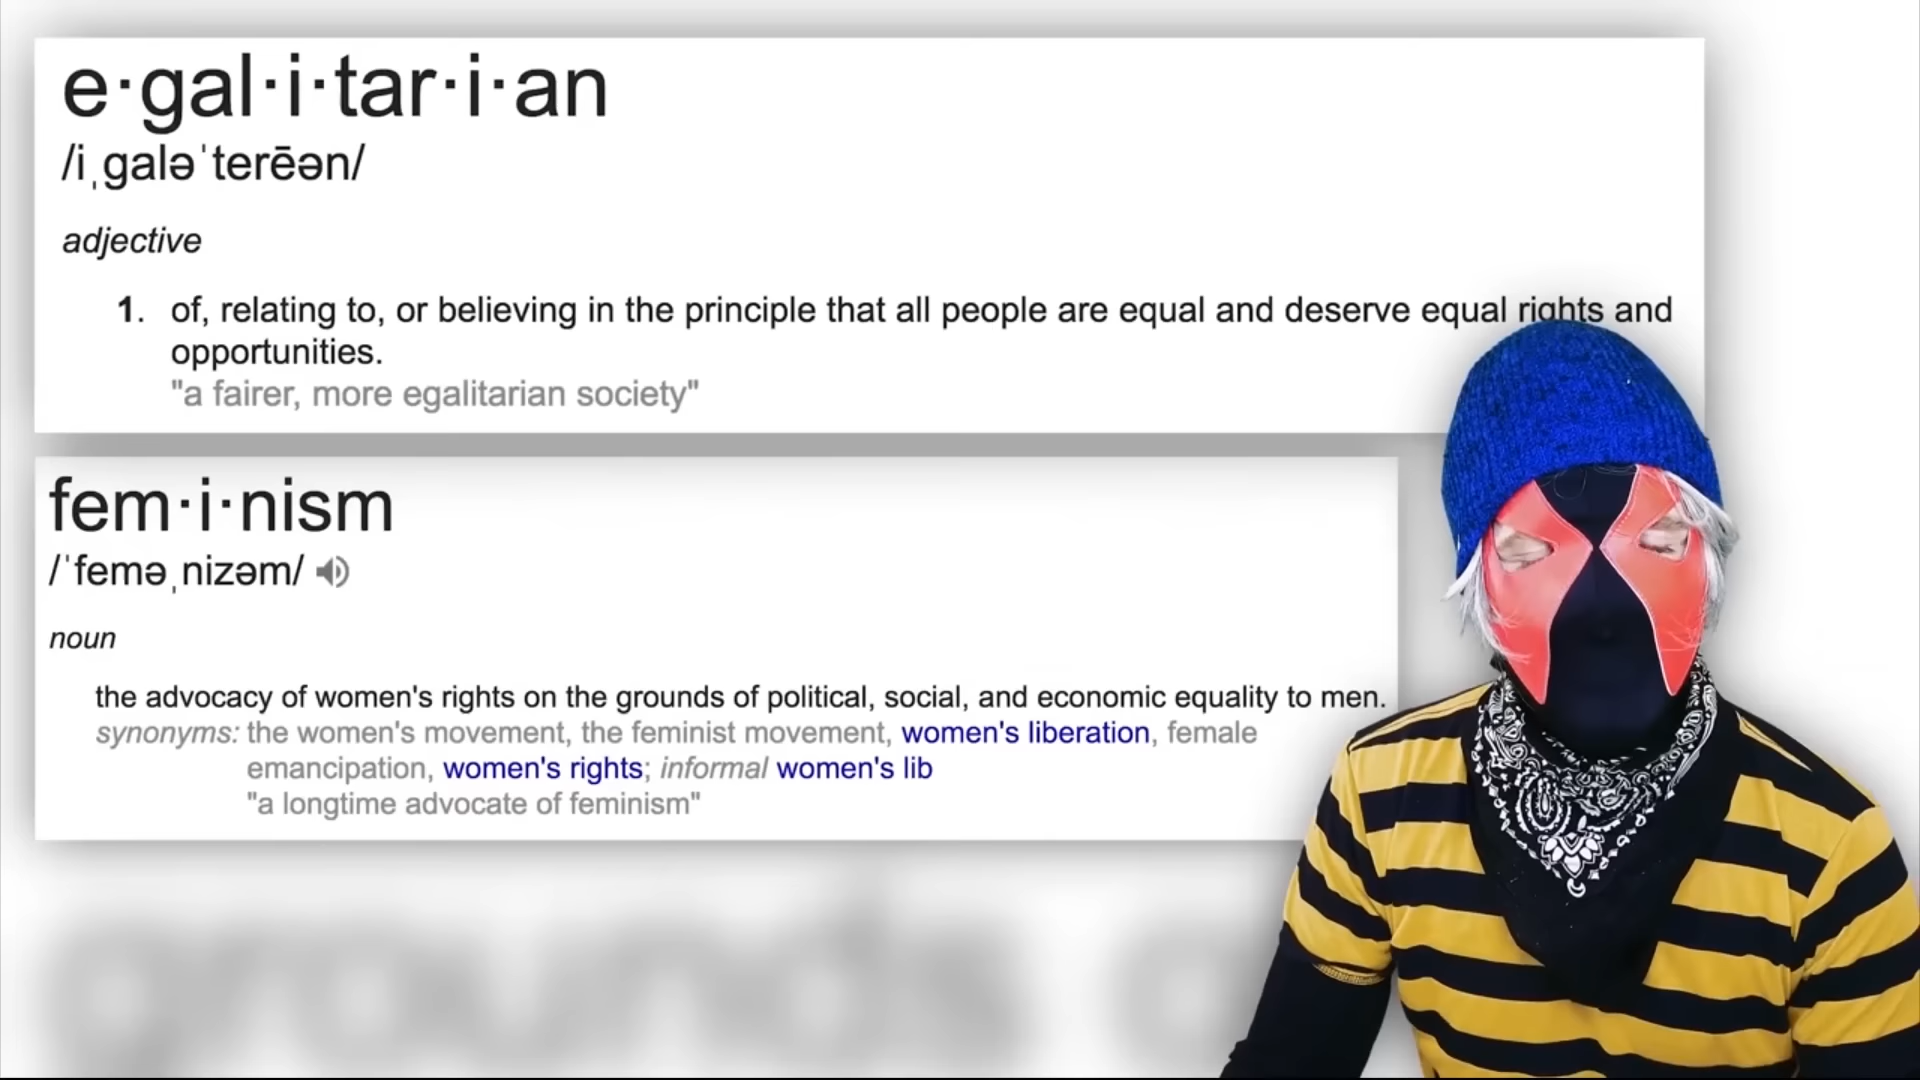 e·gal·i·tar·i·an
/iˌɡaləˈterēən/
adjective
1. of, relating to, or believing in the principle that all people are equal and deserve equal rights and
opportunities.
"a fairer, more egalitarian society"
fem·i·nism
/ˈfeməˌnizəm/
noun
the advocacy of women's rights on the grounds of political, social, and economic equality to men.
synonyms: the women's movement, the feminist movement, women's liberation, female
emancipation, women's rights; informal women's lib
"a longtime advocate of feminism"